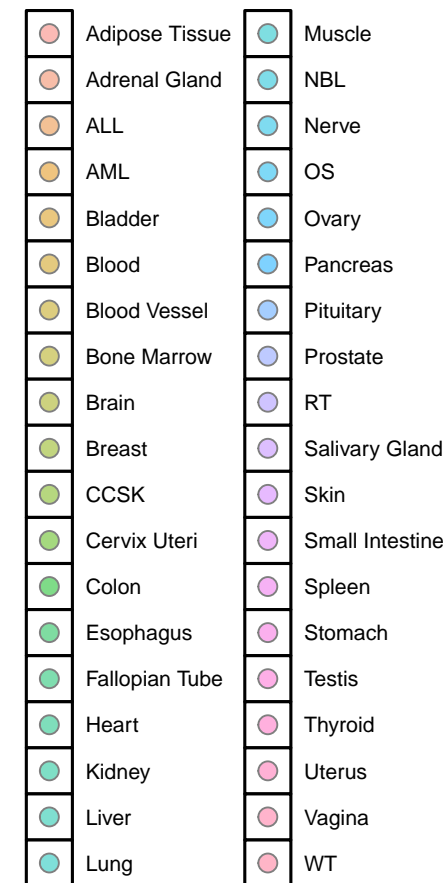 Adipose Tissue
Adrenal Gland
ALL
AML
Bladder
Blood
Blood Vessel
Bone Marrow
Brain
Breast
CCSK
Cervix Uteri
Colon
Esophagus
Fallopian Tube
Heart
Kidney
Liver
Lung
Muscle
NBL
Nerve
OS
Ovary
Pancreas
Pituitary
Prostate
RT
Salivary Gland
Skin
Small Intestine
Spleen
Stomach
Testis
Thyroid
Uterus
Vagina
WT